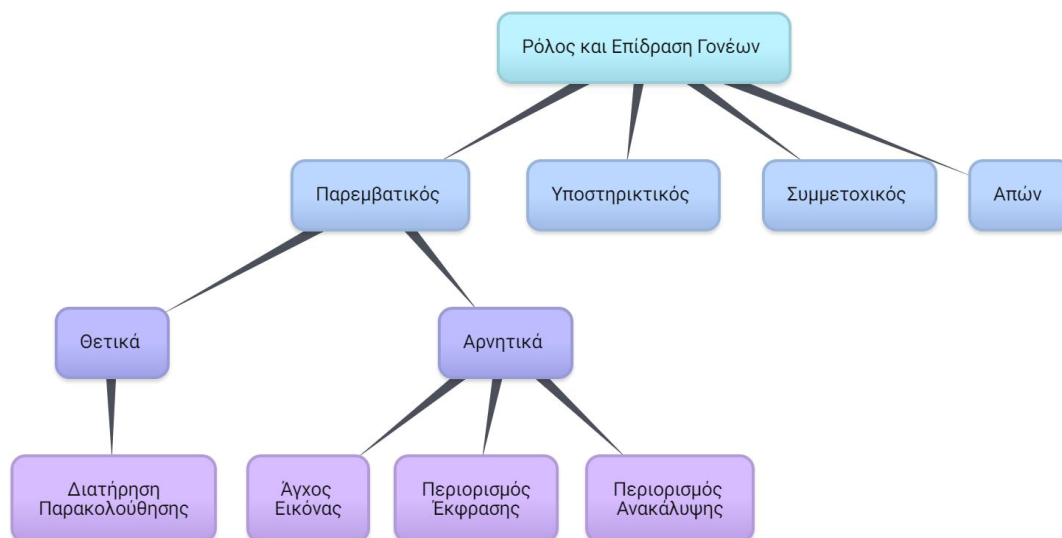 Ρόλος και Επίδραση Γονέων
Παρεμβατικός
Υποστηρικτικός
Συμμετοχικός
Απών
Θετικά
Αρνητικά
Διατήρηση
Παρακολούθησης
Άγχος
Εικόνας
Περιορισμός
Έκφρασης
Περιορισμός
Ανακάλυψης